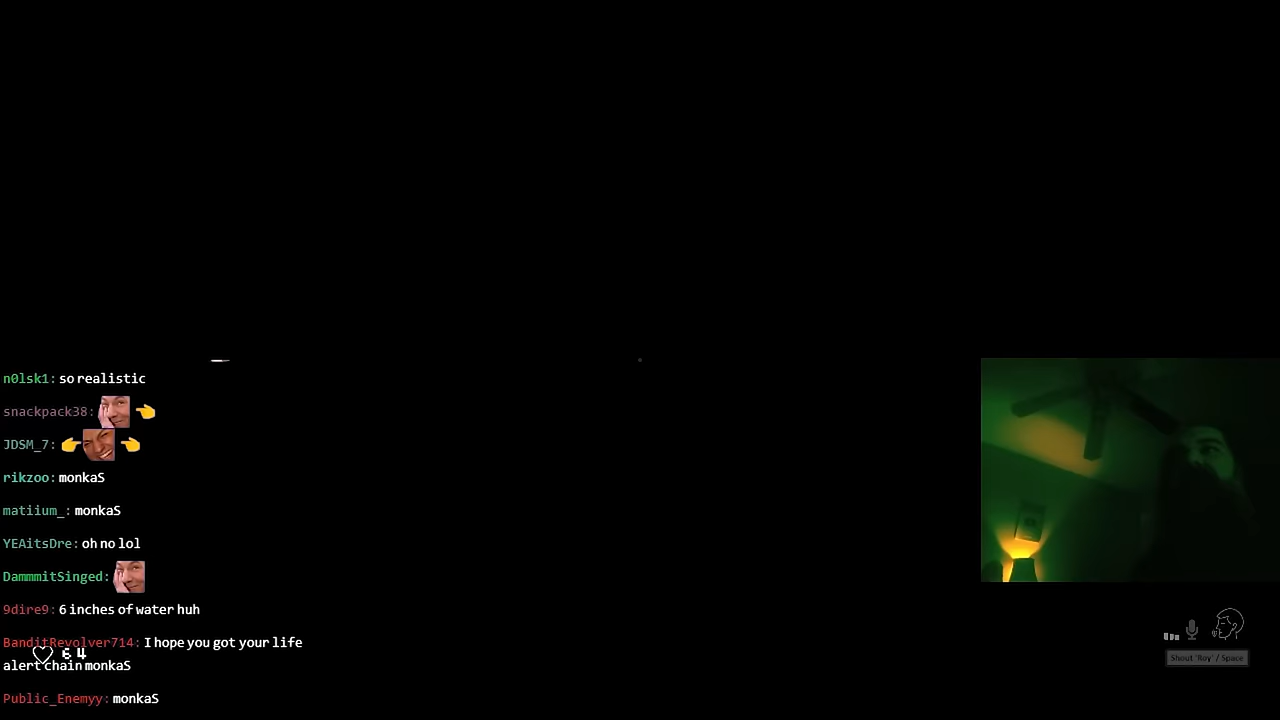 n0lsk1: so realistic
snackpack38:
JDSM_7:
rikzoo: monkaS
matiium_: monkaS
YEAitsDre: oh no lol
DammmitSinged:
9dire9: 6 inches of water huh
BanditRevolver714: I hope you got your life
alert chain monkaS
64
Public_Enemyy: monkaS
Shout 'Roy' / Space